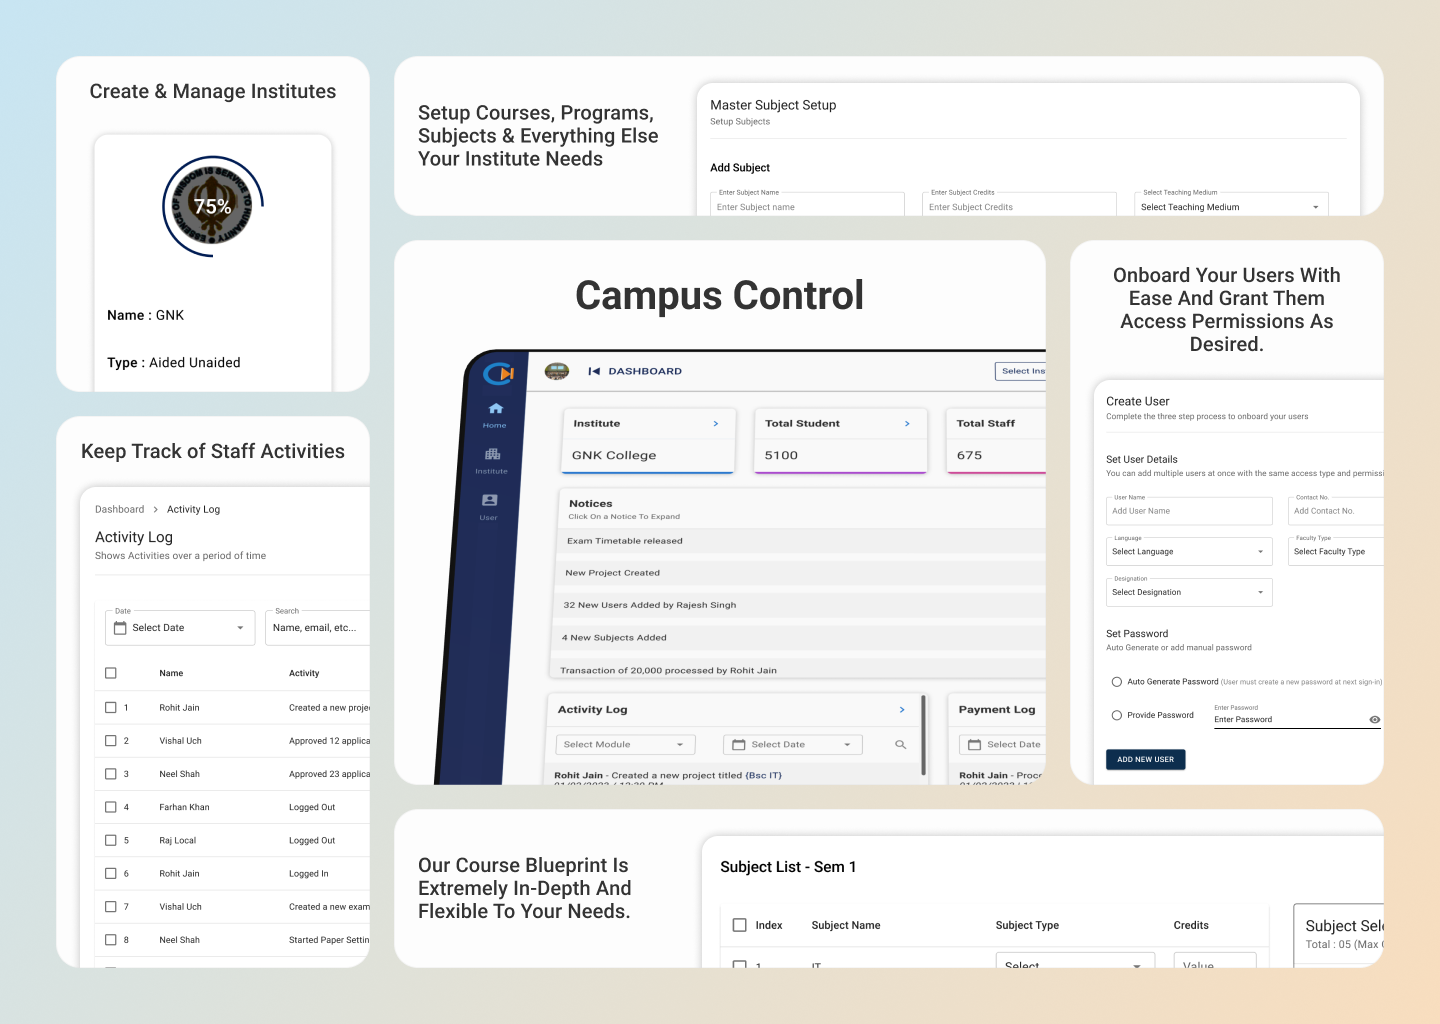 Create & Manage Institutes
EASSENCE OF WISDOM IS SERVICE TO HUMANITY
75%
Name : GNK
Type : Aided Unaided
Setup Courses, Programs,
Subjects & Everything Else
Your Institute Needs
Master Subject Setup
Setup Subjects
Add Subject
Enter Subject Name
Enter Subject Credits
Select Teaching Medium
Enter Subject name
Enter Subject Credits
Select Teaching Medium
Keep Track of Staff Activities
Dashboard > Activity Log
Activity Log
Shows Activities over a period of time
Date
Search
Select Date
Name, email, etc...
Name Activity
1 Rohit Jain Created a new proje
2 Vishal Uch Approved 12 applica
3 Neel Shah Approved 23 applica
4 Farhan Khan Logged Out
5 Raj Local Logged Out
6 Rohit Jain Logged In
7 Vishal Uch Created a new exam
8 Neel Shah Started Paper Settin
Campus Control
DASHBOARD
Select Ins
Home
Institute
User
Institute >
GNK College
Total Student >
5100
Total Staff
675
Notices
Click On a Notice To Expand
Exam Timetable released
New Project Created
32 New Users Added by Rajesh Singh
4 New Subjects Added
Transaction of 20,000 processed by Rohit Jain
Activity Log >
Select Module
Select Date
Rohit Jain - Created a new project titled {Bsc IT}
Payment Log
Select Date
Rohit Jain - Proc
Onboard Your Users With
Ease And Grant Them
Access Permissions As
Desired.
Create User
Complete the three step process to onboard your users
Set User Details
You can add multiple users at once with the same access type and permissi
User Name
Contact No.
Add User Name
Add Contact No.
Language
Faculty Type
Select Language
Select Faculty Type
Designation
Select Designation
Set Password
Auto Generate or add manual password
Auto Generate Password (User must create a new password at next sign-in)
Provide Password
Enter Password
Enter Password
ADD NEW USER
Our Course Blueprint Is
Extremely In-Depth And
Flexible To Your Needs.
Subject List - Sem 1
Index Subject Name Subject Type Credits
1 IT Select Value
Subject Sele
Total : 05 (Max